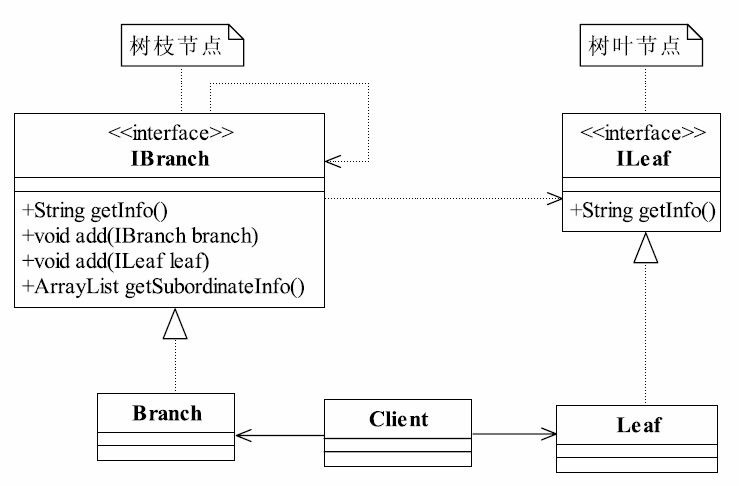 树枝节点
树叶节点
<<interface>>
IBranch
+String getInfo()
+void add(IBranch branch)
+void add(ILeaf leaf)
+ArrayList getSubordinateInfo()
<<interface>>
ILeaf
+String getInfo()
Branch
Client
Leaf